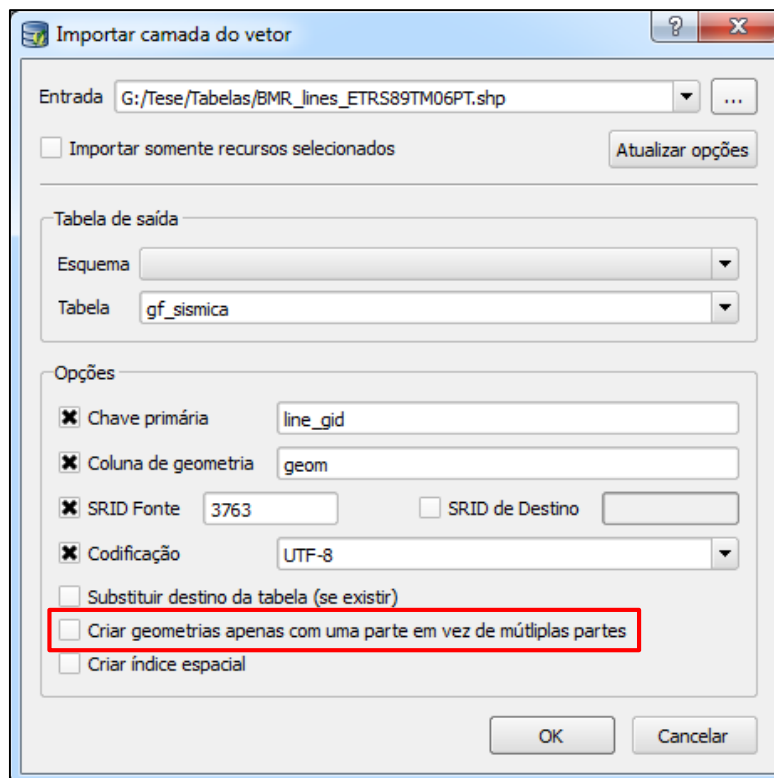 Importar camada do vetor
Entrada G:/Tese/Tabelas/BMR_lines_ETRS89TM06PT.shp ...
Importar somente recursos selecionados Atualizar opções
Tabela de saída
Esquema
Tabela gf_sismica
Opções
Chave primária line_gid
Coluna de geometria geom
SRID Fonte 3763 SRID de Destino
Codificação UTF-8
Substituir destino da tabela (se existir)
Criar geometrias apenas com uma parte em vez de mútliplas partes
Criar índice espacial
OK Cancelar